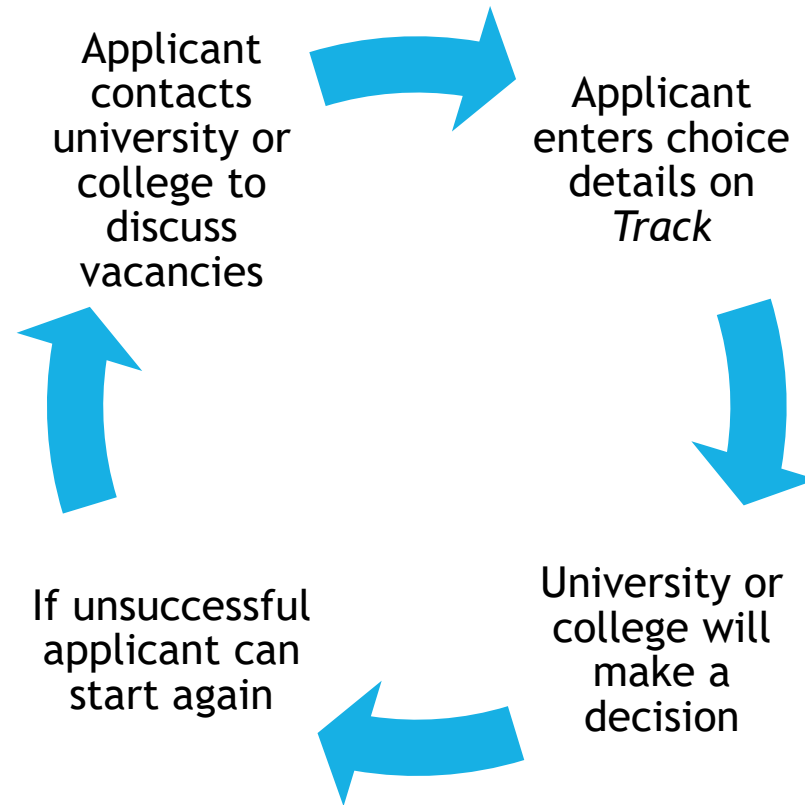 Applicant
contacts
university or
college to
discuss
vacancies
Applicant
enters choice
details on
Track
University or
college will
make a
decision
If unsuccessful
applicant can
start again